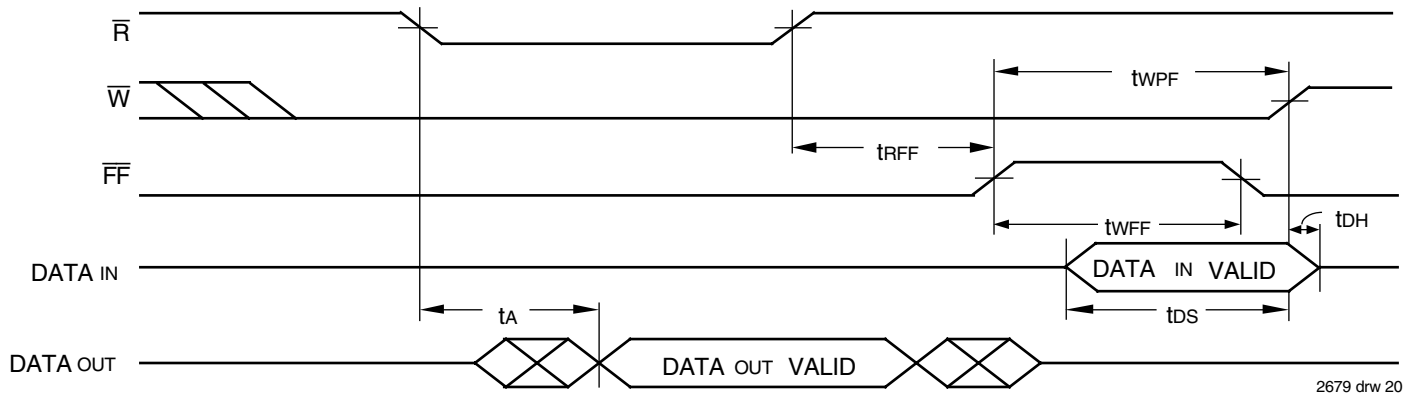 R̅
tWPF
W̅
tRFF
F̅F̅
tWFF
tDH
DATA IN
DATA IN VALID
tA
tDS
DATA OUT
DATA OUT VALID
2679 drw 20